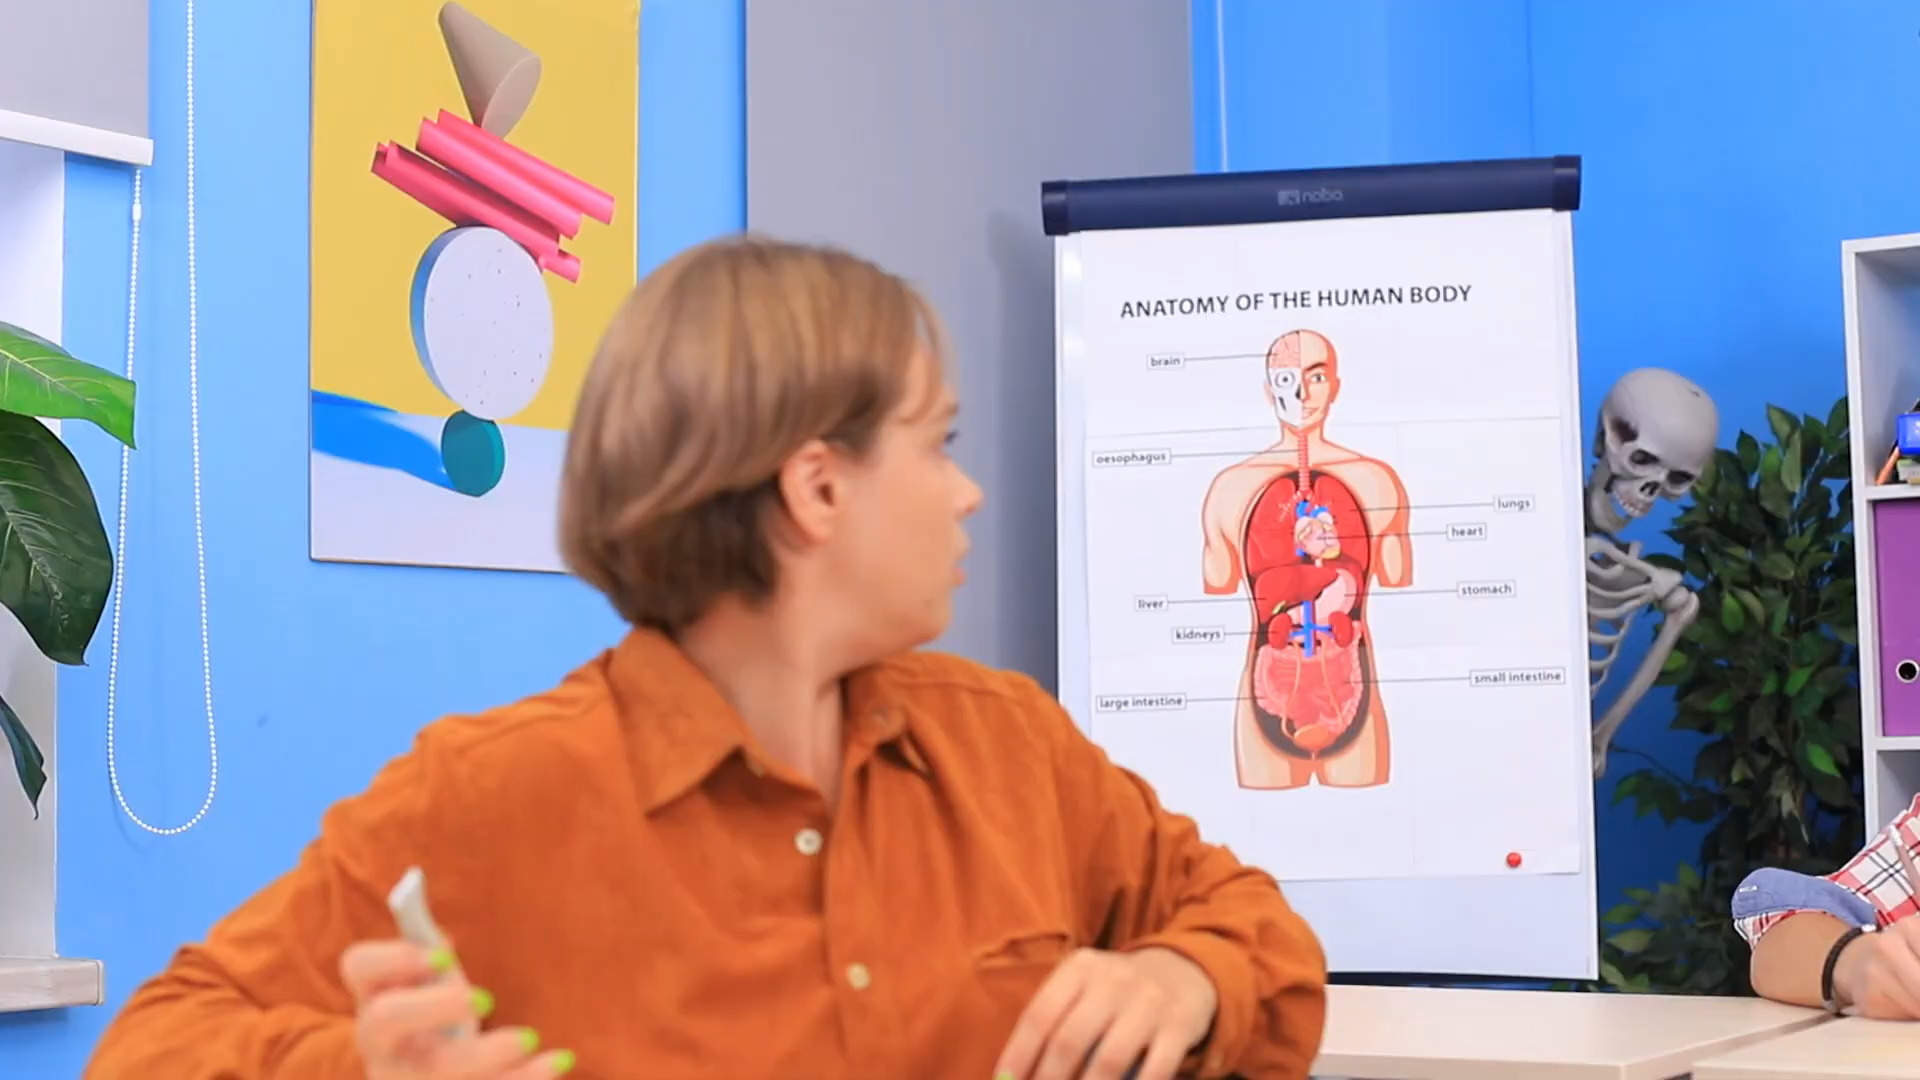 nobo
ANATOMY OF THE HUMAN BODY
brain
oesophagus
lungs
heart
stomach
liver
kidneys
small intestine
large intestine